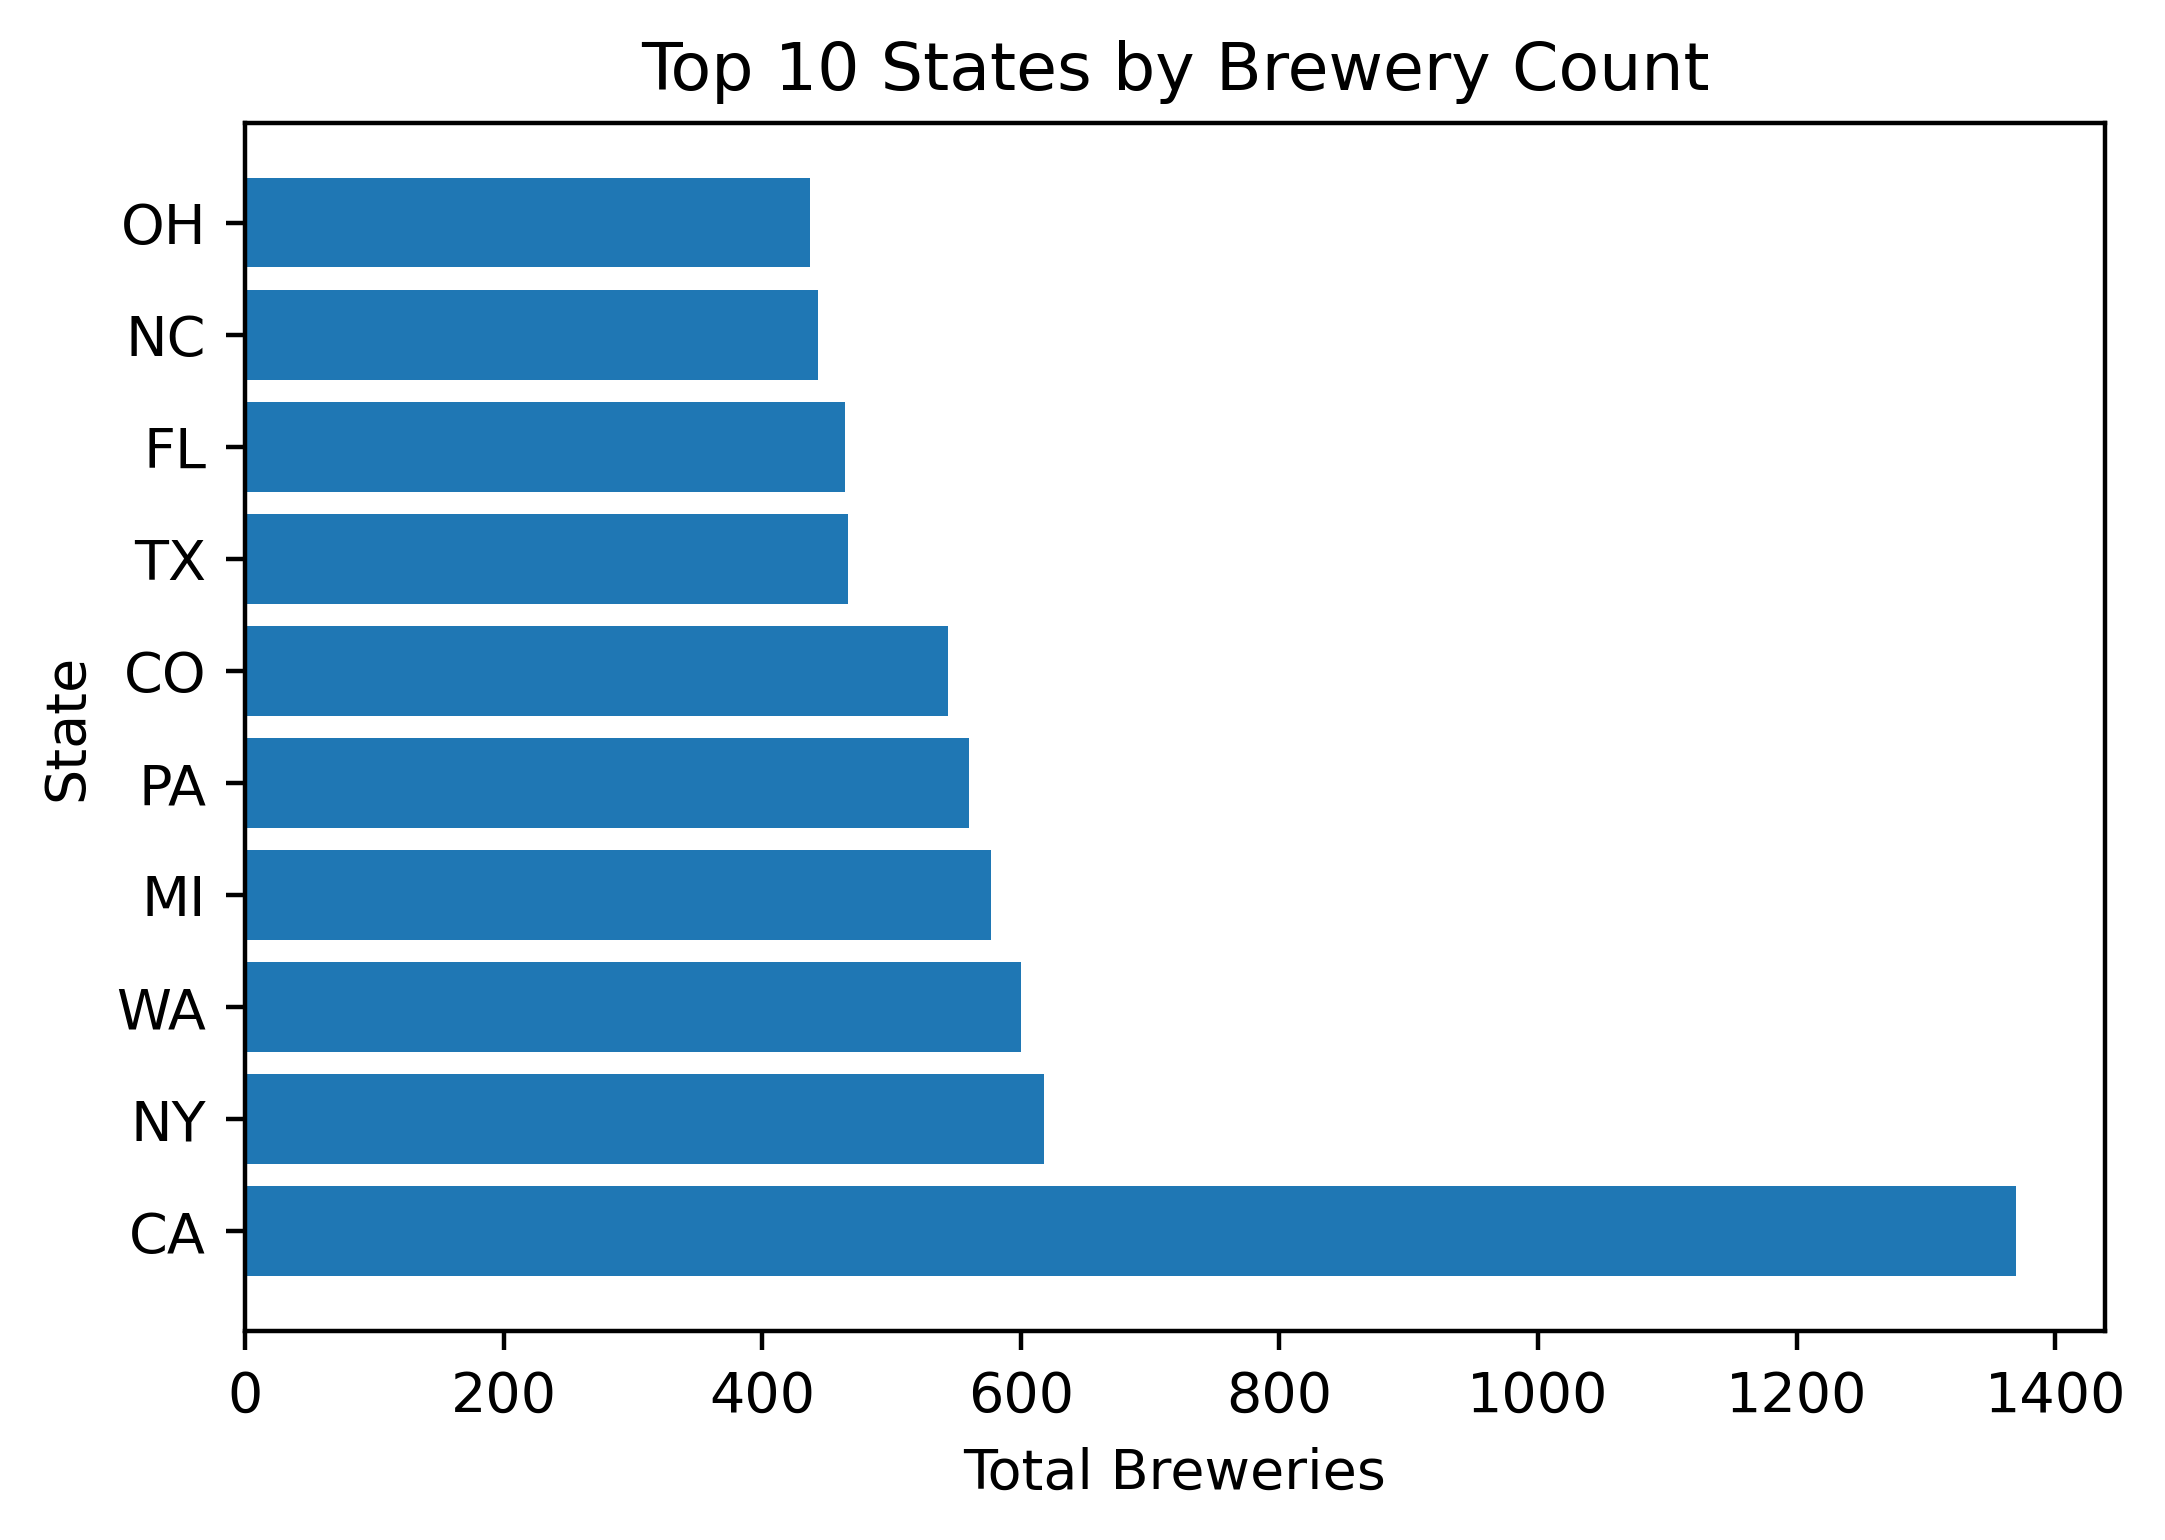 Top 10 States by Brewery Count
OH
NC
FL
TX
CO
PA
MI
WA
NY
CA
State
0 200 400 600 800 1000 1200 1400
Total Breweries